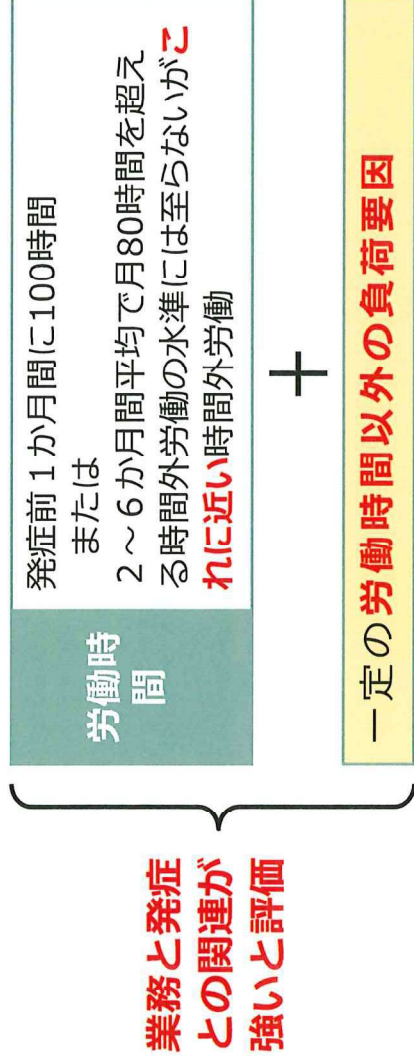 労働時
間
発症前１か月間に100時間
または
２～６か月間平均で月80時間を超え
る時間外労働の水準には至らないがこ
れに近い時間外労働
＋
一定の労働時間以外の負荷要因
業務と発症
との関連が
強いと評価